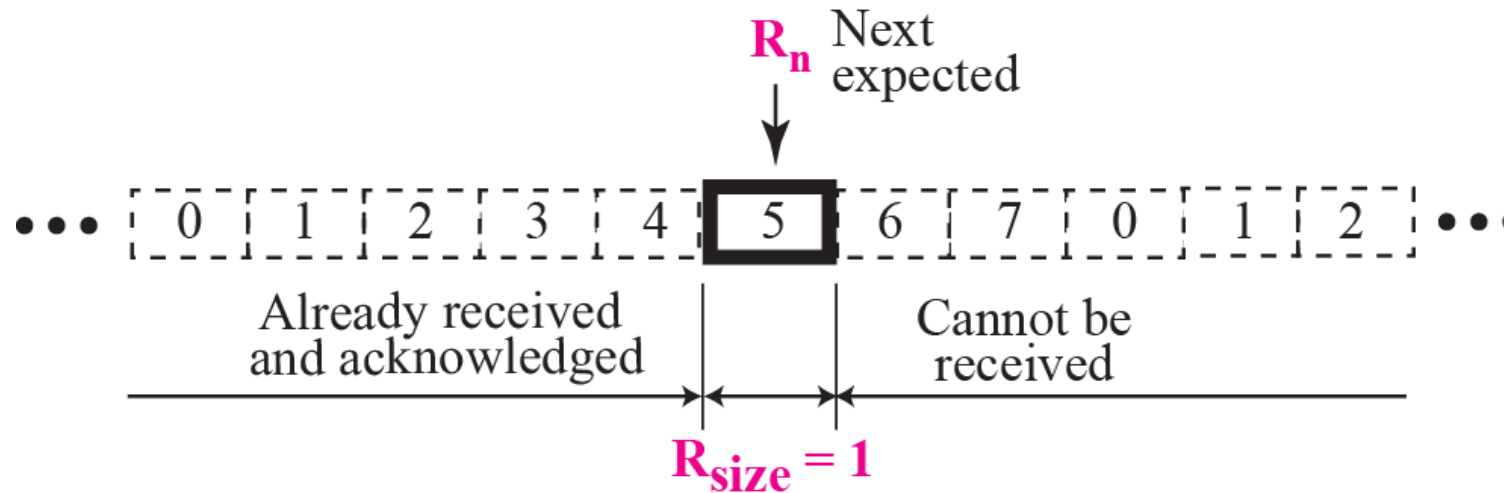 Rn Next
expected
••• 0 1 2 3 4 5 6 7 0 1 2 •••
Already received
and acknowledged
Cannot be
received
Rsize = 1